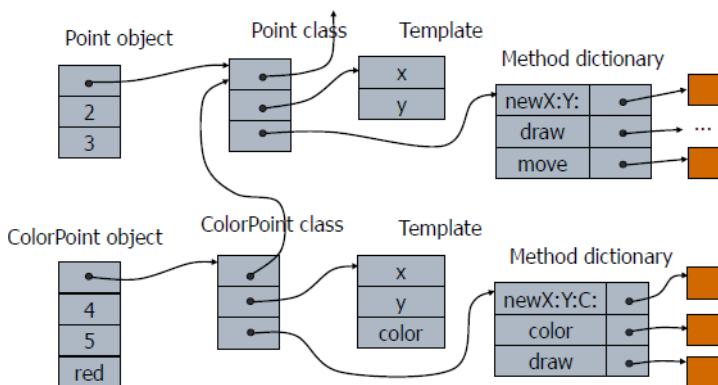 Point object
Point class
Template
Method dictionary
2
3
x
y
newX:Y:
draw
move
...
ColorPoint object
ColorPoint class
Template
Method dictionary
4
5
red
x
y
color
newX:Y:C:
color
draw